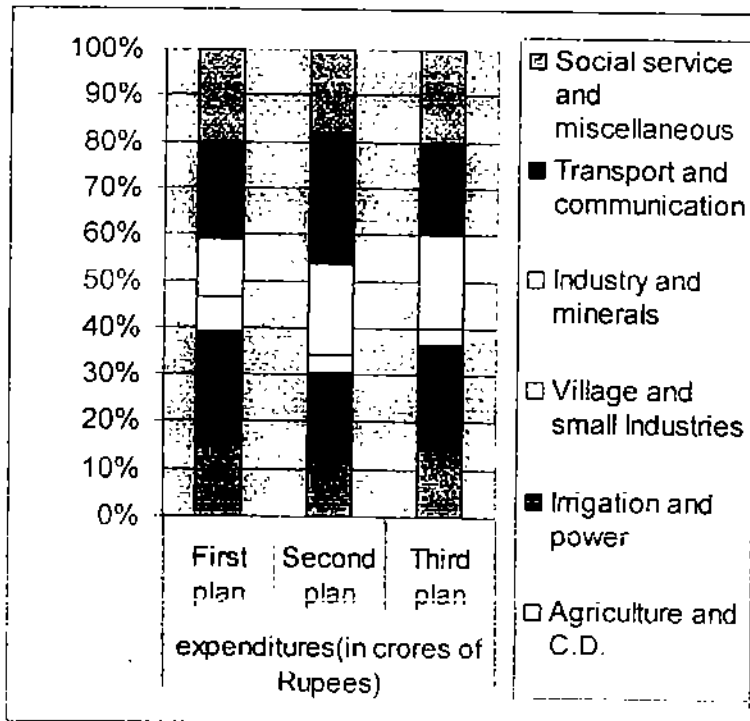 100%
90%
80%
70%
60%
50%
40%
30%
20%
10%
0%
First
plan
Second
plan
Third
plan
expenditures(in crores of
Rupees)
Social service
and
miscellaneous
Transport and
communication
Industry and
minerals
Village and
small Industries
Irrigation and
power
Agriculture and
C.D.